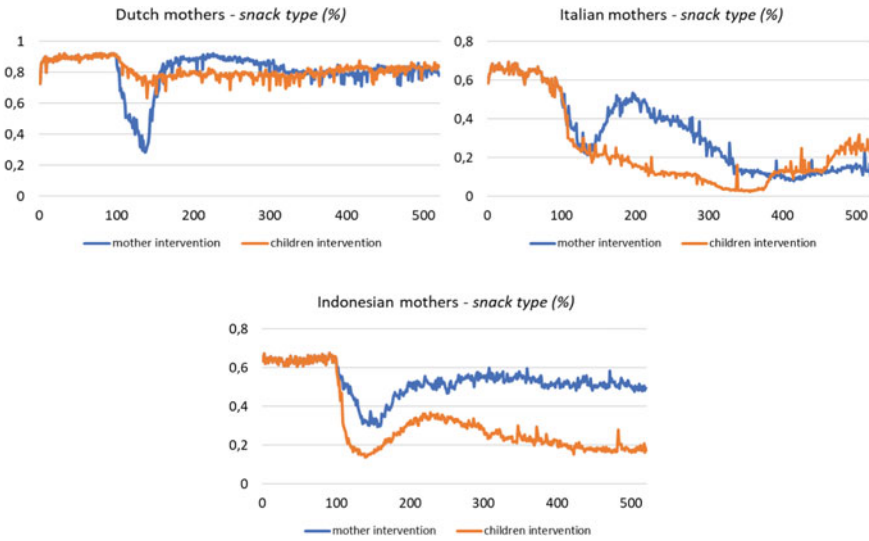 Dutch mothers - snack type (%)
1
0,8
0,6
0,4
0,2
0
0 100 200 300 400 500
mother intervention children intervention
Italian mothers - snack type (%)
0,8
0,6
0,4
0,2
0
0 100 200 300 400 500
mother intervention children intervention
Indonesian mothers - snack type (%)
0,8
0,6
0,4
0,2
0
0 100 200 300 400 500
mother intervention children intervention